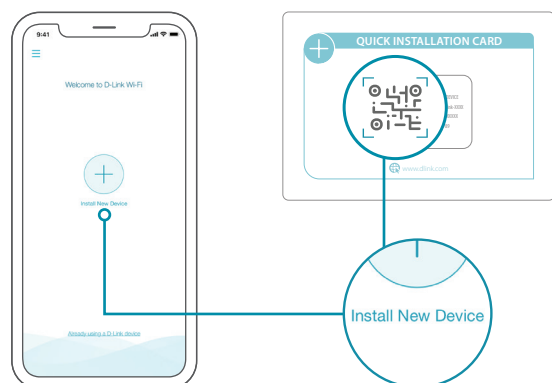 9:41
Welcome to D-Link Wi-Fi
Install New Device
Already using a D Link device
QUICK INSTALLATION CARD
www.dlink.com
Install New Device